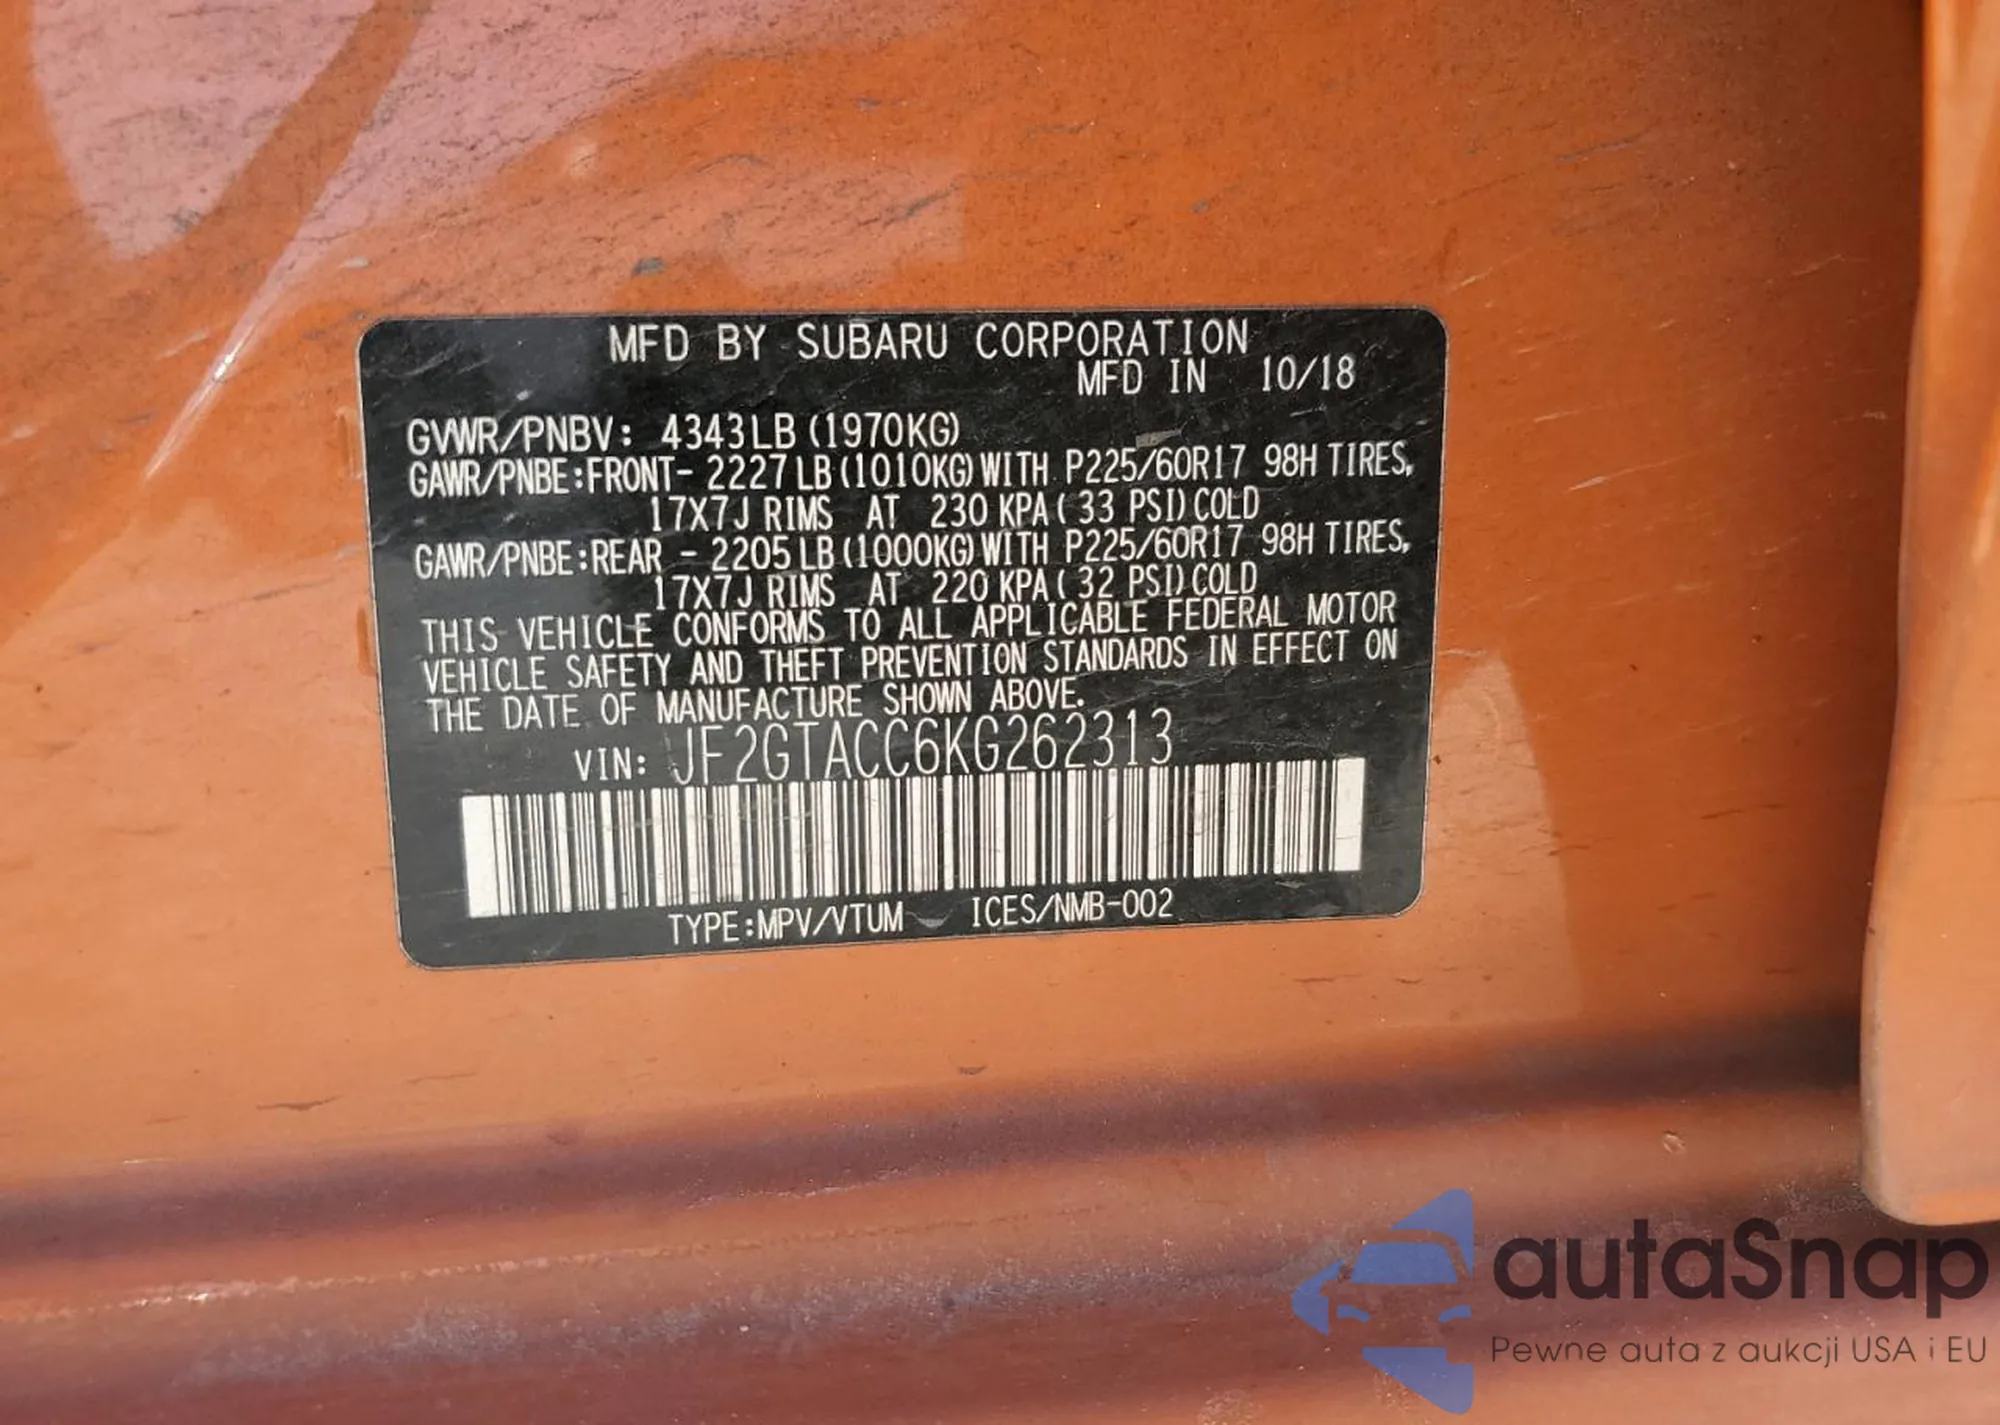 MFD BY SUBARU CORPORATION
MFD IN 10/18
GVWR/PNBV: 4343LB (1970KG)
GAWR/PNBE:FRONT- 2227LB (1010KG) WITH P225/60R17 98H TIRES,
17X7J RIMS AT 230 KPA ( 33 PSI) COLD
GAWR/PNBE:REAR - 2205LB (1000KG) WITH P225/60R17 98H TIRES,
17X7J RIMS AT 220 KPA ( 32 PSI) COLD
THIS VEHICLE CONFORMS TO ALL APPLICABLE FEDERAL MOTOR
VEHICLE SAFETY AND THEFT PREVENTION STANDARDS IN EFFECT ON
THE DATE OF MANUFACTURE SHOWN ABOVE.
VIN: JF2GTACC6KG262313
TYPE:MPV/VTUM ICES/NMB-002
autaSnap
Pewne auta z aukcji USA i EU